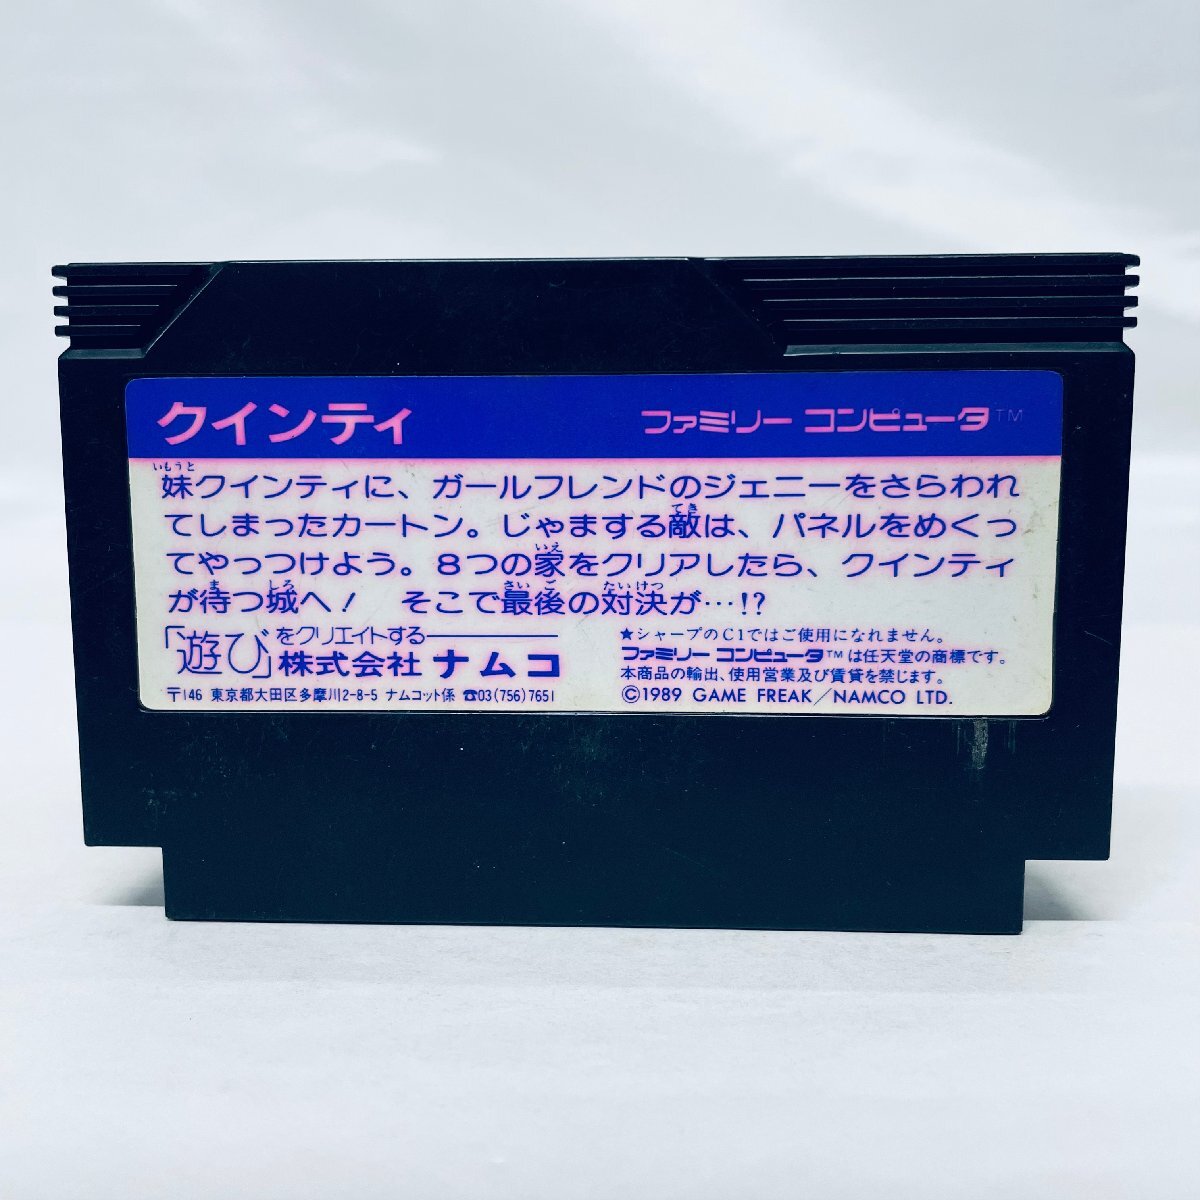 クインティ ファミリー コンピュータ™
いもうと
妹クインティに、ガールフレンドのジェニーをさらわれ
てき
てしまったカートン。じゃまする敵は、パネルをめくっ
いえ
てやっつけよう。8つの家をクリアしたら、クインティ
ま しろ さいご たいけつ
が待つ城へ! そこで最後の対決が…!?
「遊び」をクリエイトする
株式会社 ナムコ
〒146 東京都大田区多摩川2-8-5 ナムコット係 ☎03(756)7651
★シャープのC1ではご使用になれません。
ファミリー コンピュータ™は任天堂の商標です。
本商品の輸出、使用営業及び賃貸を禁じます。
©1989 GAME FREAK/NAMCO LTD.